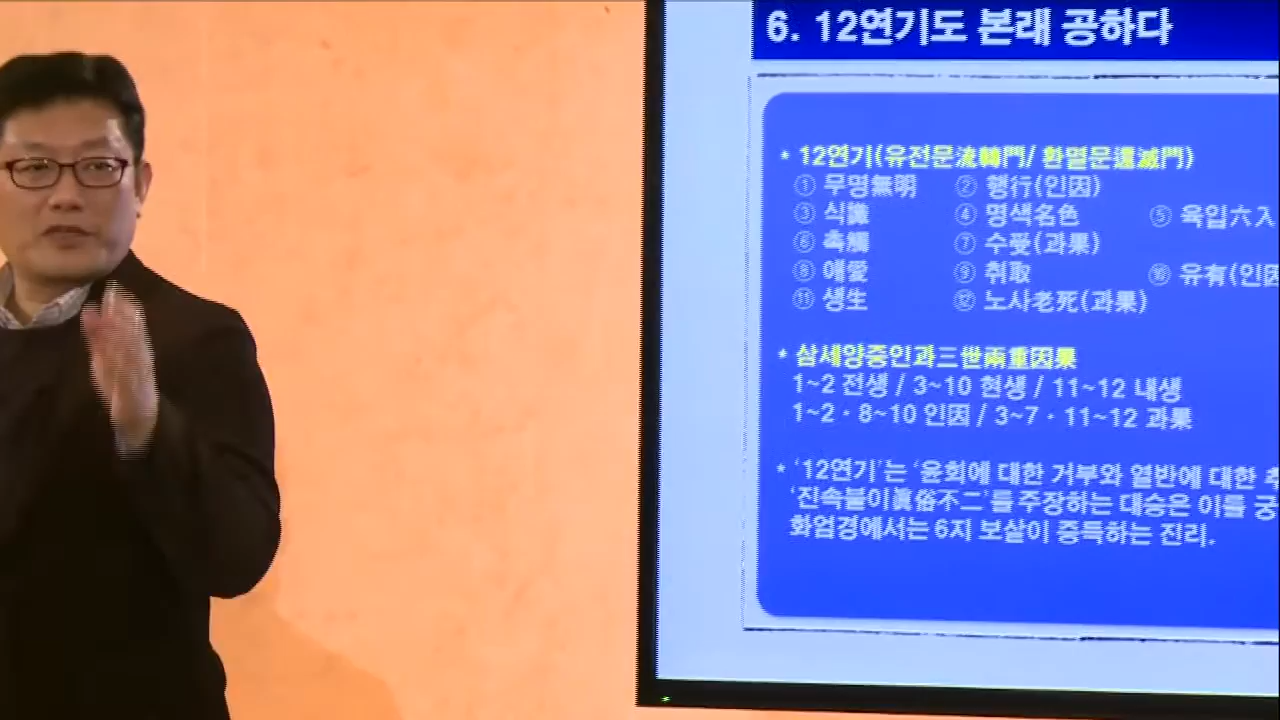 6. 12연기도 본래 공하다
* 12연기(유전문流轉門/ 환멸문還滅門)
① 무명無明 ② 행行(인因)
③ 식識 ④ 명색名色 ⑤ 육입六入
⑥ 촉觸 ⑦ 수受(과果)
⑧ 애愛 ⑨ 취取 ⑩ 유有(인因
⑪ 생生 ⑫ 노사老死(과果)
* 삼세양중인과三世兩重因果
1~2 전생 / 3~10 현생 / 11~12 내생
1~2 · 8~10 인因 / 3~7 · 11~12 과果
* ‘12연기’는 ‘윤회에 대한 거부와 열반에 대한
‘진속불이眞俗不二’를 주장하는 대승은 이를 궁
화엄경에서는 6지 보살이 증득하는 진리.